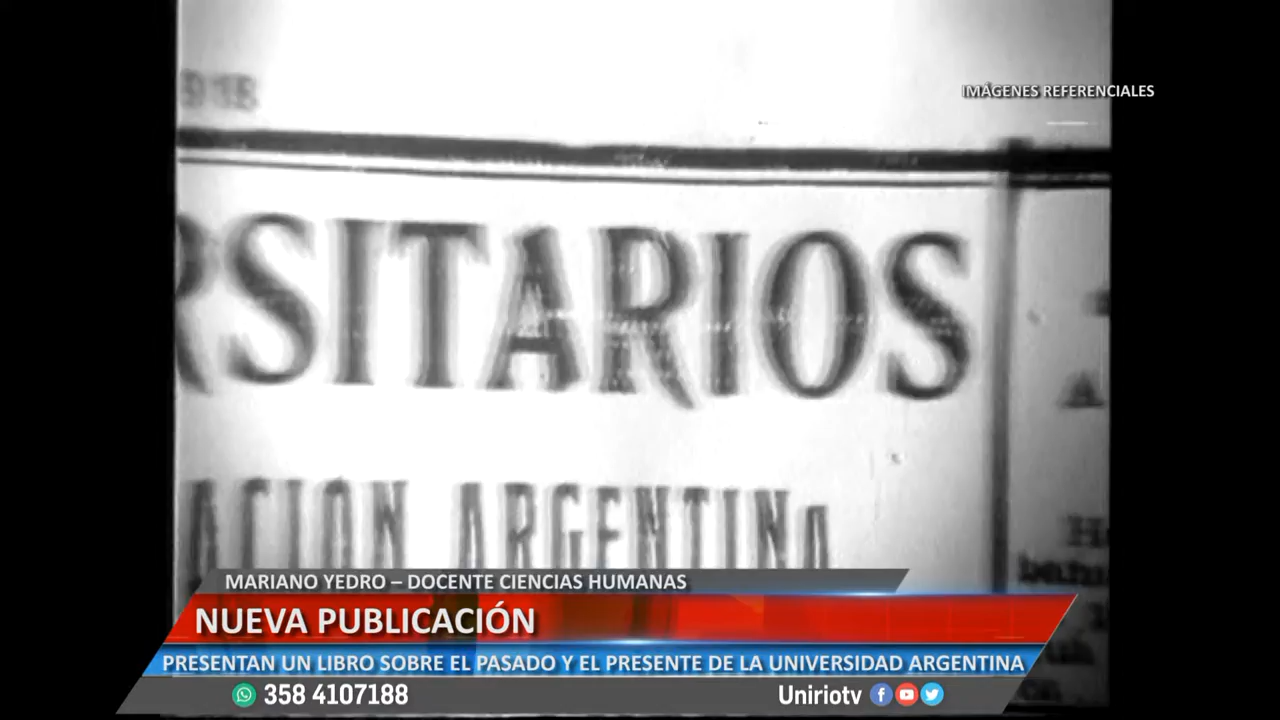 918
IMÁGENES REFERENCIALES
RSITARIOS
ACION ARGENTINA
MARIANO YEDRO – DOCENTE CIENCIAS HUMANAS
NUEVA PUBLICACIÓN
PRESENTAN UN LIBRO SOBRE EL PASADO Y EL PRESENTE DE LA UNIVERSIDAD ARGENTINA
358 4107188
Uniriotv